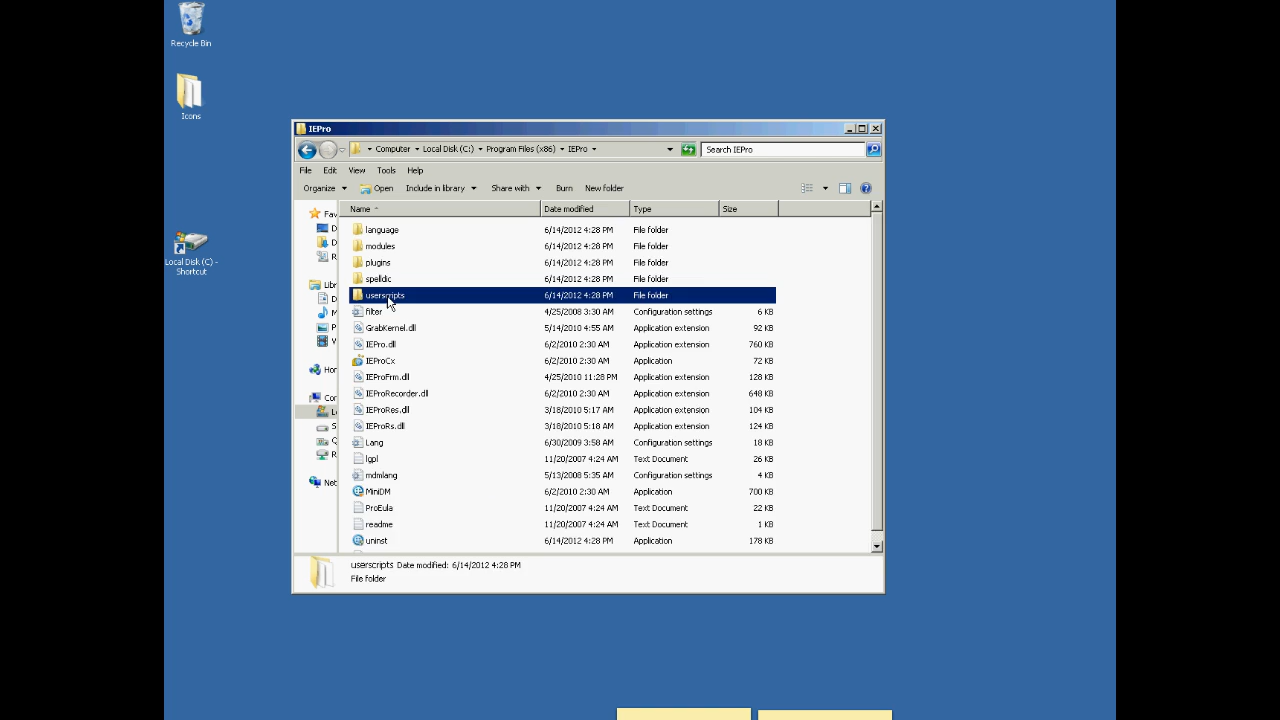 Recycle Bin
Icons
Local Disk (C) -
Shortcut
IEPro
Computer Local Disk (C:) Program Files (x86) IEPro
Search IEPro
File Edit View Tools Help
Organize Open Include in library Share with Burn New folder
Name Date modified Type Size
language 6/14/2012 4:28 PM File folder
modules 6/14/2012 4:28 PM File folder
plugins 6/14/2012 4:28 PM File folder
spelldic 6/14/2012 4:28 PM File folder
userscripts 6/14/2012 4:28 PM File folder
filter 4/25/2008 3:30 AM Configuration settings 6 KB
GrabKernel.dll 5/14/2010 4:55 AM Application extension 92 KB
IEPro.dll 6/2/2010 2:30 AM Application extension 760 KB
IEProCx 6/2/2010 2:30 AM Application 72 KB
IEProFrm.dll 4/25/2010 11:28 PM Application extension 128 KB
IEProRecorder.dll 6/2/2010 2:30 AM Application extension 648 KB
IEProRes.dll 3/18/2010 5:17 AM Application extension 104 KB
IEProRs.dll 3/18/2010 5:17 AM Application extension 124 KB
Lang 6/30/2009 3:58 AM Configuration settings 18 KB
lgpl 11/20/2007 4:24 AM Text Document 26 KB
mdmlang 5/13/2008 5:35 AM Configuration settings 4 KB
MiniDM 6/2/2010 2:30 AM Application 700 KB
ProEula 11/20/2007 4:24 AM Text Document 22 KB
readme 11/20/2007 4:24 AM Text Document 1 KB
uninst 6/14/2012 4:28 PM Application 178 KB
Fav
D
D
R
Libr
D
M
P
V
Hor
Cor
L
S
Q
R
Net
userscripts Date modified: 6/14/2012 4:28 PM
File folder